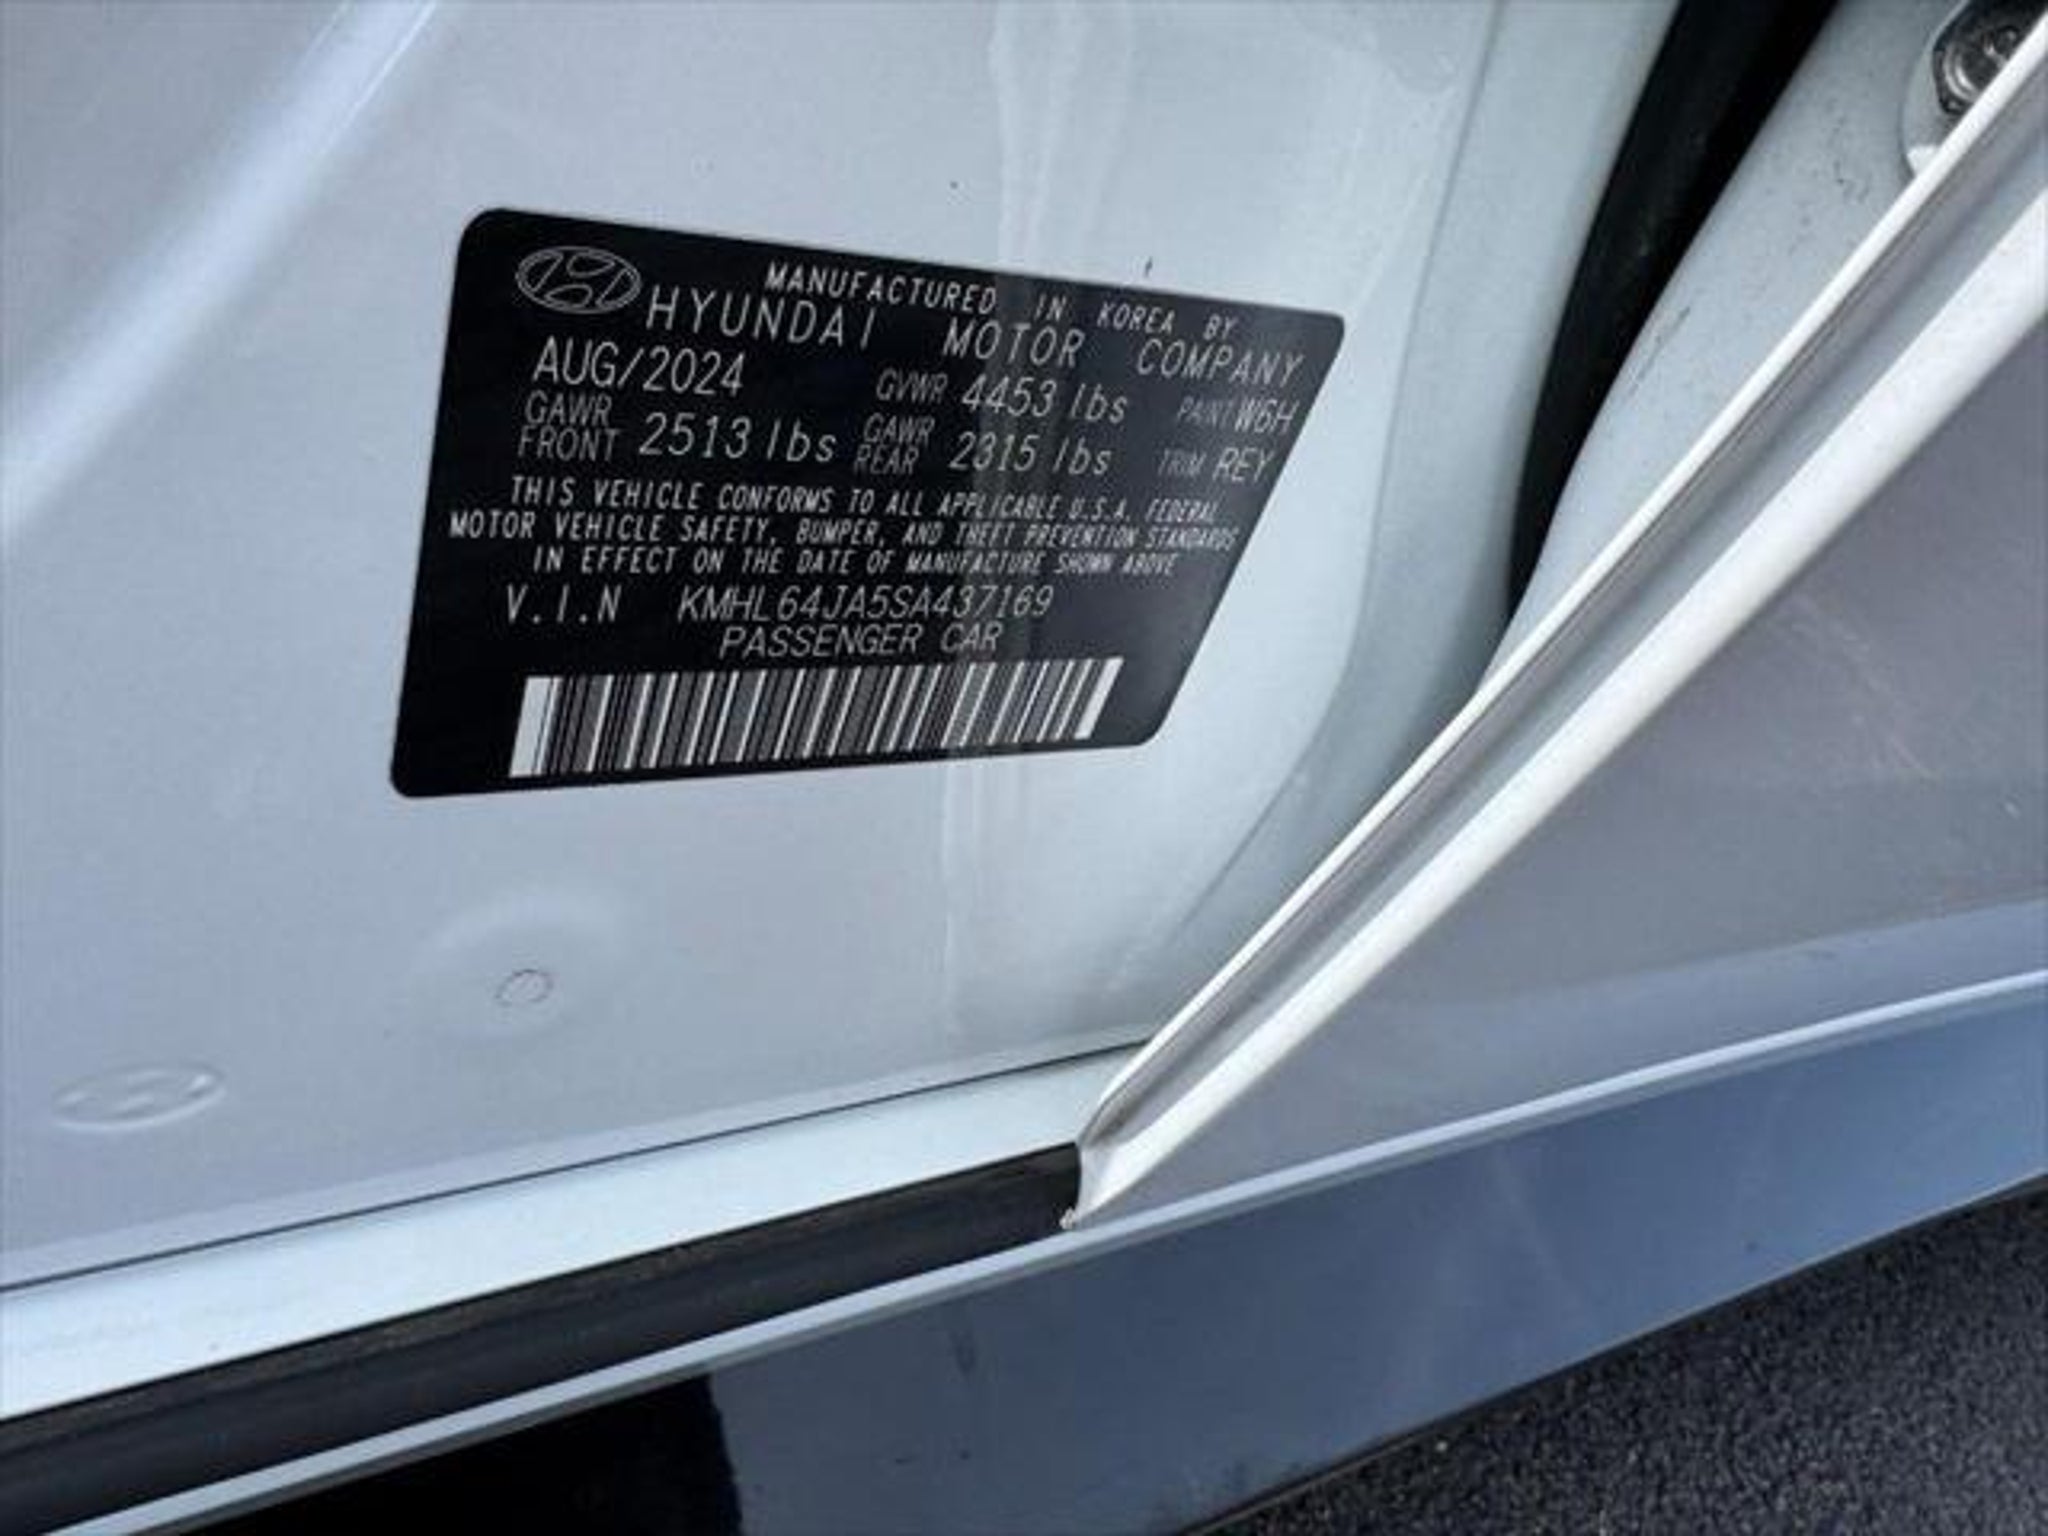 MANUFACTURED IN KOREA BY
HYUNDAI MOTOR COMPANY
AUG/2024 GVWR 4453 lbs PAINT W6H
GAWR FRONT 2513 lbs GAWR REAR 2315 lbs TRIM REY
THIS VEHICLE CONFORMS TO ALL APPLICABLE U.S.A. FEDERAL
MOTOR VEHICLE SAFETY, BUMPER, AND THEFT PREVENTION STANDARDS
IN EFFECT ON THE DATE OF MANUFACTURE SHOWN ABOVE
V.I.N KMHL64JA5SA437169
PASSENGER CAR